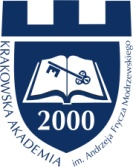 KRAKOWSKA AKADEMIA
2000
im. Andrzeja Frycza Modrzewskiego